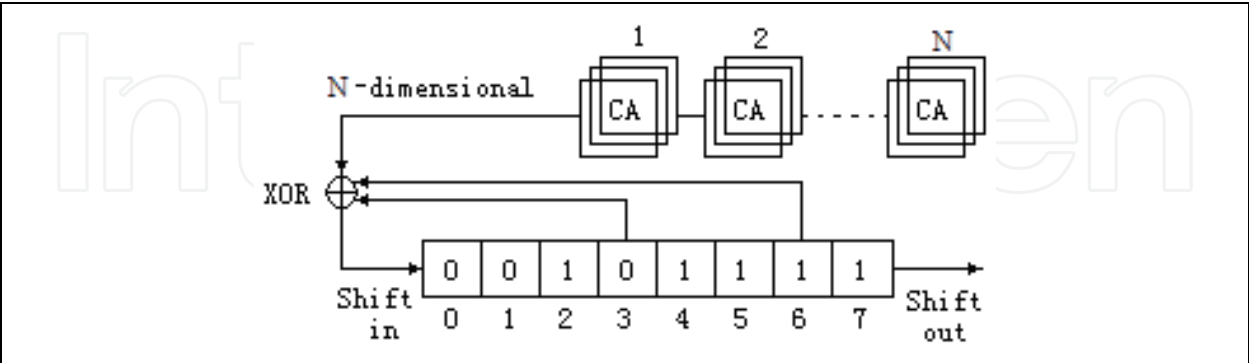 1 2 N
N-dimensional
CA CA CA
XOR
0 0 1 0 1 1 1 1
Shift in
Shift out
0 1 2 3 4 5 6 7